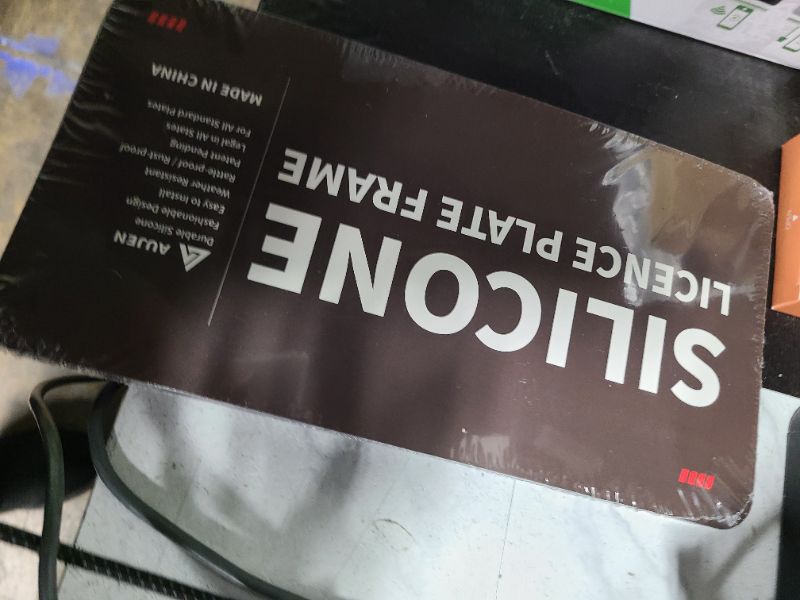 SILICONE
LICENCE PLATE FRAME
AUJEN
Durable Silicone
Fashionable Design
Easy to Install
Weather Resistant
Rattle-proof / Rust-proof
Patent Pending
Legal in All States
For All Standard Plates
MADE IN CHINA